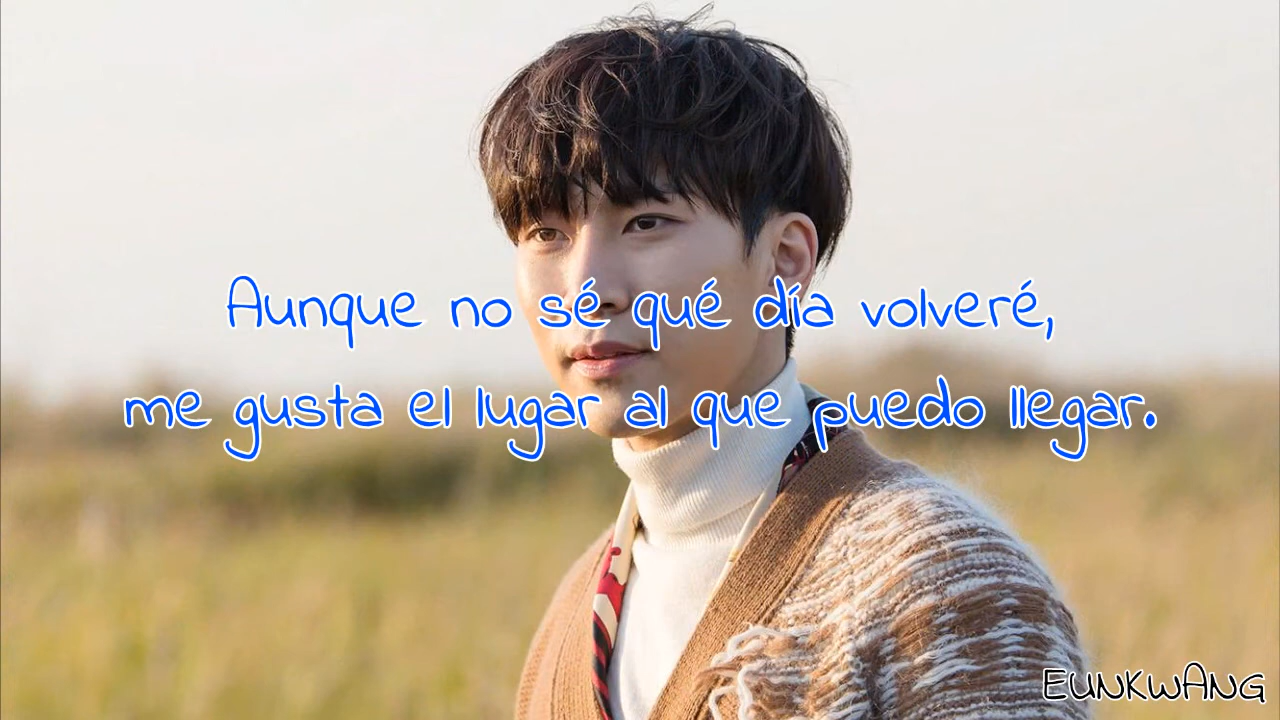 Aunque no sé qué día volveré,
me gusta el lugar al que puedo llegar.
EUNKWANG